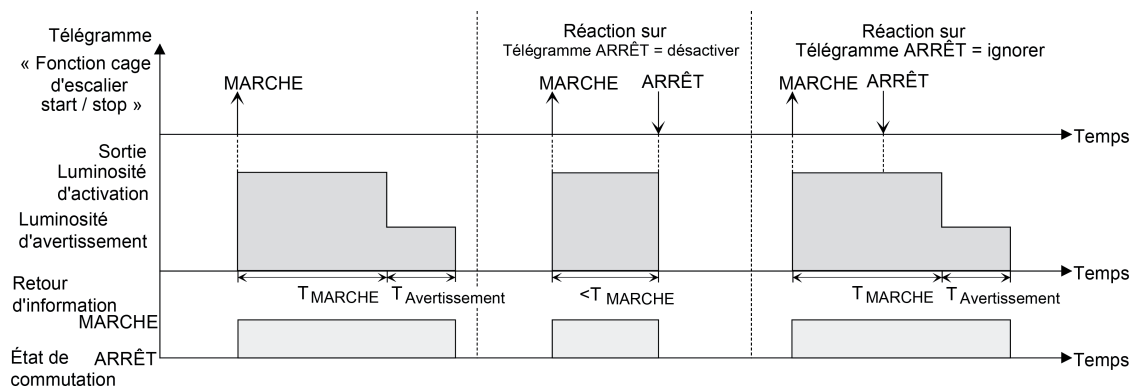 Télégramme
« Fonction cage
d'escalier
start / stop »
MARCHE
Réaction sur
Télégramme ARRÊT = désactiver
MARCHE ARRÊT
Réaction sur
Télégramme ARRÊT = ignorer
MARCHE ARRÊT
Temps
Sortie
Luminosité
d'activation
Luminosité
d'avertissement
Temps
T MARCHE T Avertissement
<T MARCHE
T MARCHE T Avertissement
Retour
d'information
MARCHE
État de ARRÊT
commutation
Temps